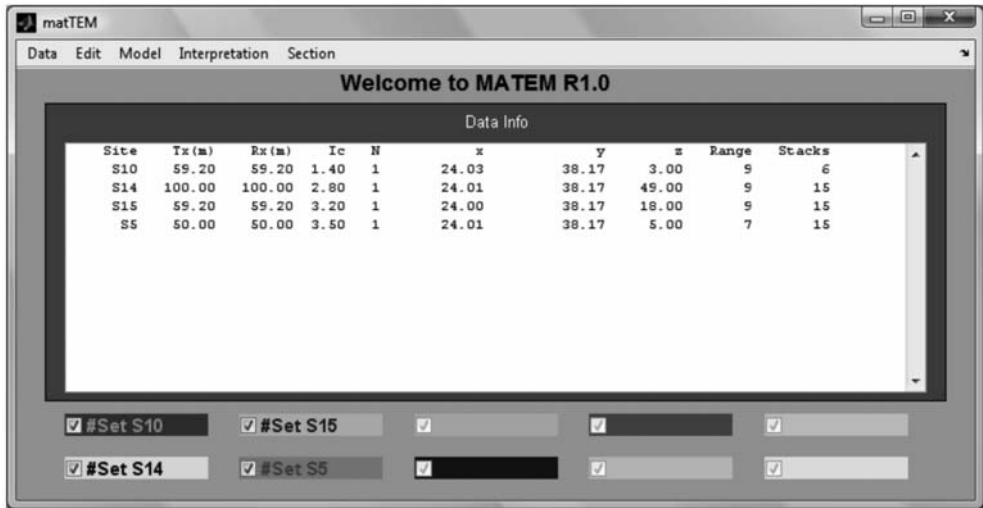 matTEM
Data Edit Model Interpretation Section
Welcome to MATEM R1.0
Data Info
Site Tx(m) Rx(m) Ic N x y z Range Stacks
S10 59.20 59.20 1.40 1 24.03 38.17 3.00 9 6
S14 100.00 100.00 2.80 1 24.01 38.17 49.00 9 15
S15 59.20 59.20 3.20 1 24.00 38.17 18.00 9 15
S5 50.00 50.00 3.50 1 24.01 38.17 5.00 7 15
#Set S10 #Set S15
#Set S14 #Set S5